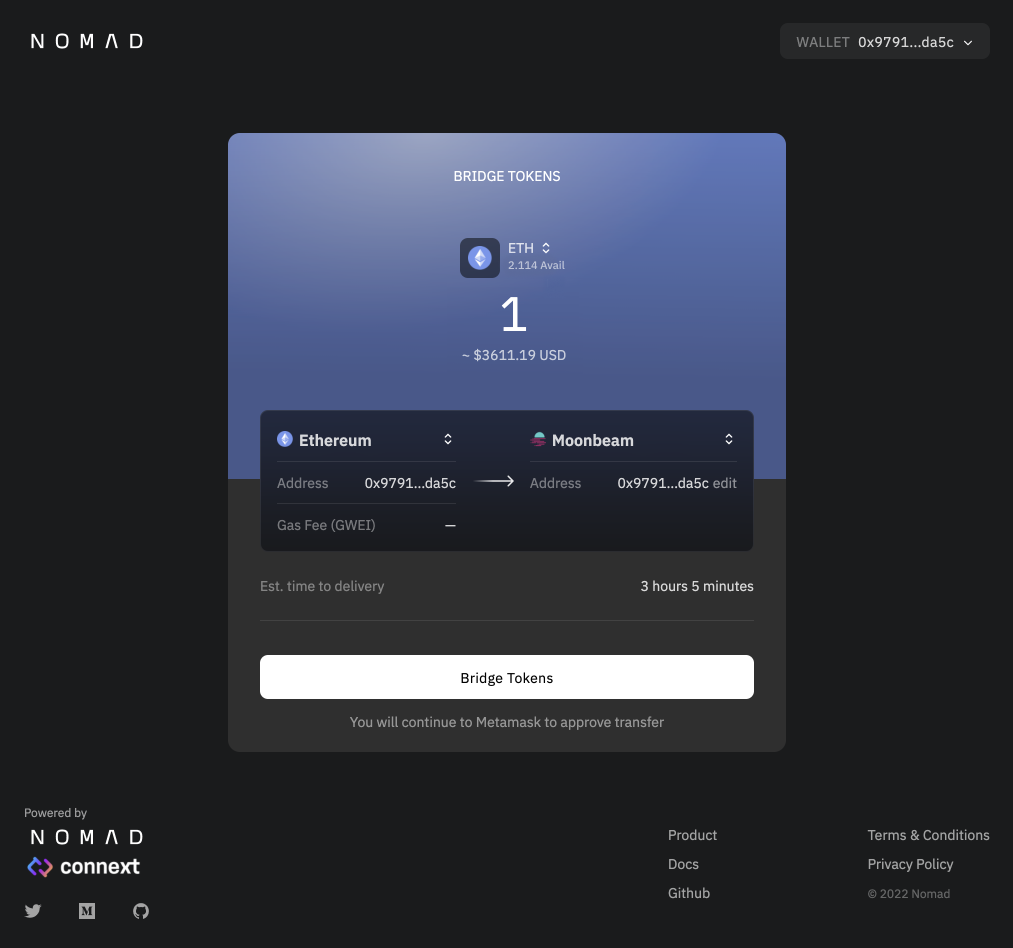 NOMAD
WALLET 0x9791...da5c
BRIDGE TOKENS
ETH
2.114 Avail
1
~ $3611.19 USD
Ethereum
Address 0x9791...da5c
Gas Fee (GWEI) —
Moonbeam
Address 0x9791...da5c edit
Est. time to delivery 3 hours 5 minutes
Bridge Tokens
You will continue to Metamask to approve transfer
Powered by
NOMAD
connext
M
Product
Docs
Github
Terms & Conditions
Privacy Policy
© 2022 Nomad